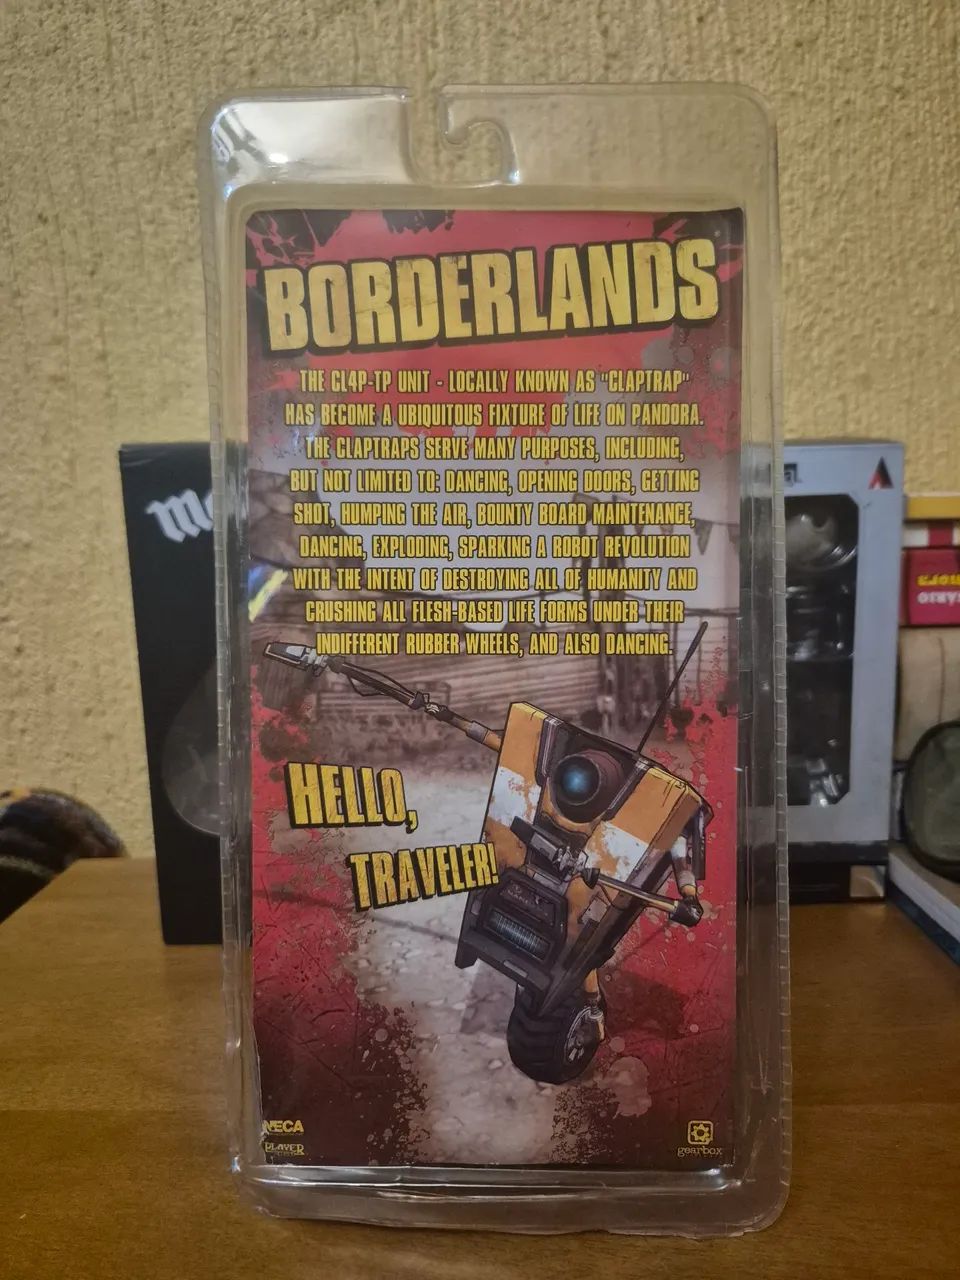 BORDERLANDS
THE CL4P-TP UNIT - LOCALLY KNOWN AS "CLAPTRAP"
HAS BECOME A UBIQUITOUS FIXTURE OF LIFE ON PANDORA.
THE CLAPTRAPS SERVE MANY PURPOSES, INCLUDING,
BUT NOT LIMITED TO: DANCING, OPENING DOORS, GETTING
SHOT, HUMPING THE AIR, BOUNTY BOARD MAINTENANCE,
DANCING, EXPLODING, SPARKING A ROBOT REVOLUTION
WITH THE INTENT OF DESTROYING ALL OF HUMANITY AND
CRUSHING ALL FLESH-BASED LIFE FORMS UNDER THEIR
INDIFFERENT RUBBER WHEELS, AND ALSO DANCING.
HELLO,
TRAVELER!
NECA
PLAYER
gearbox